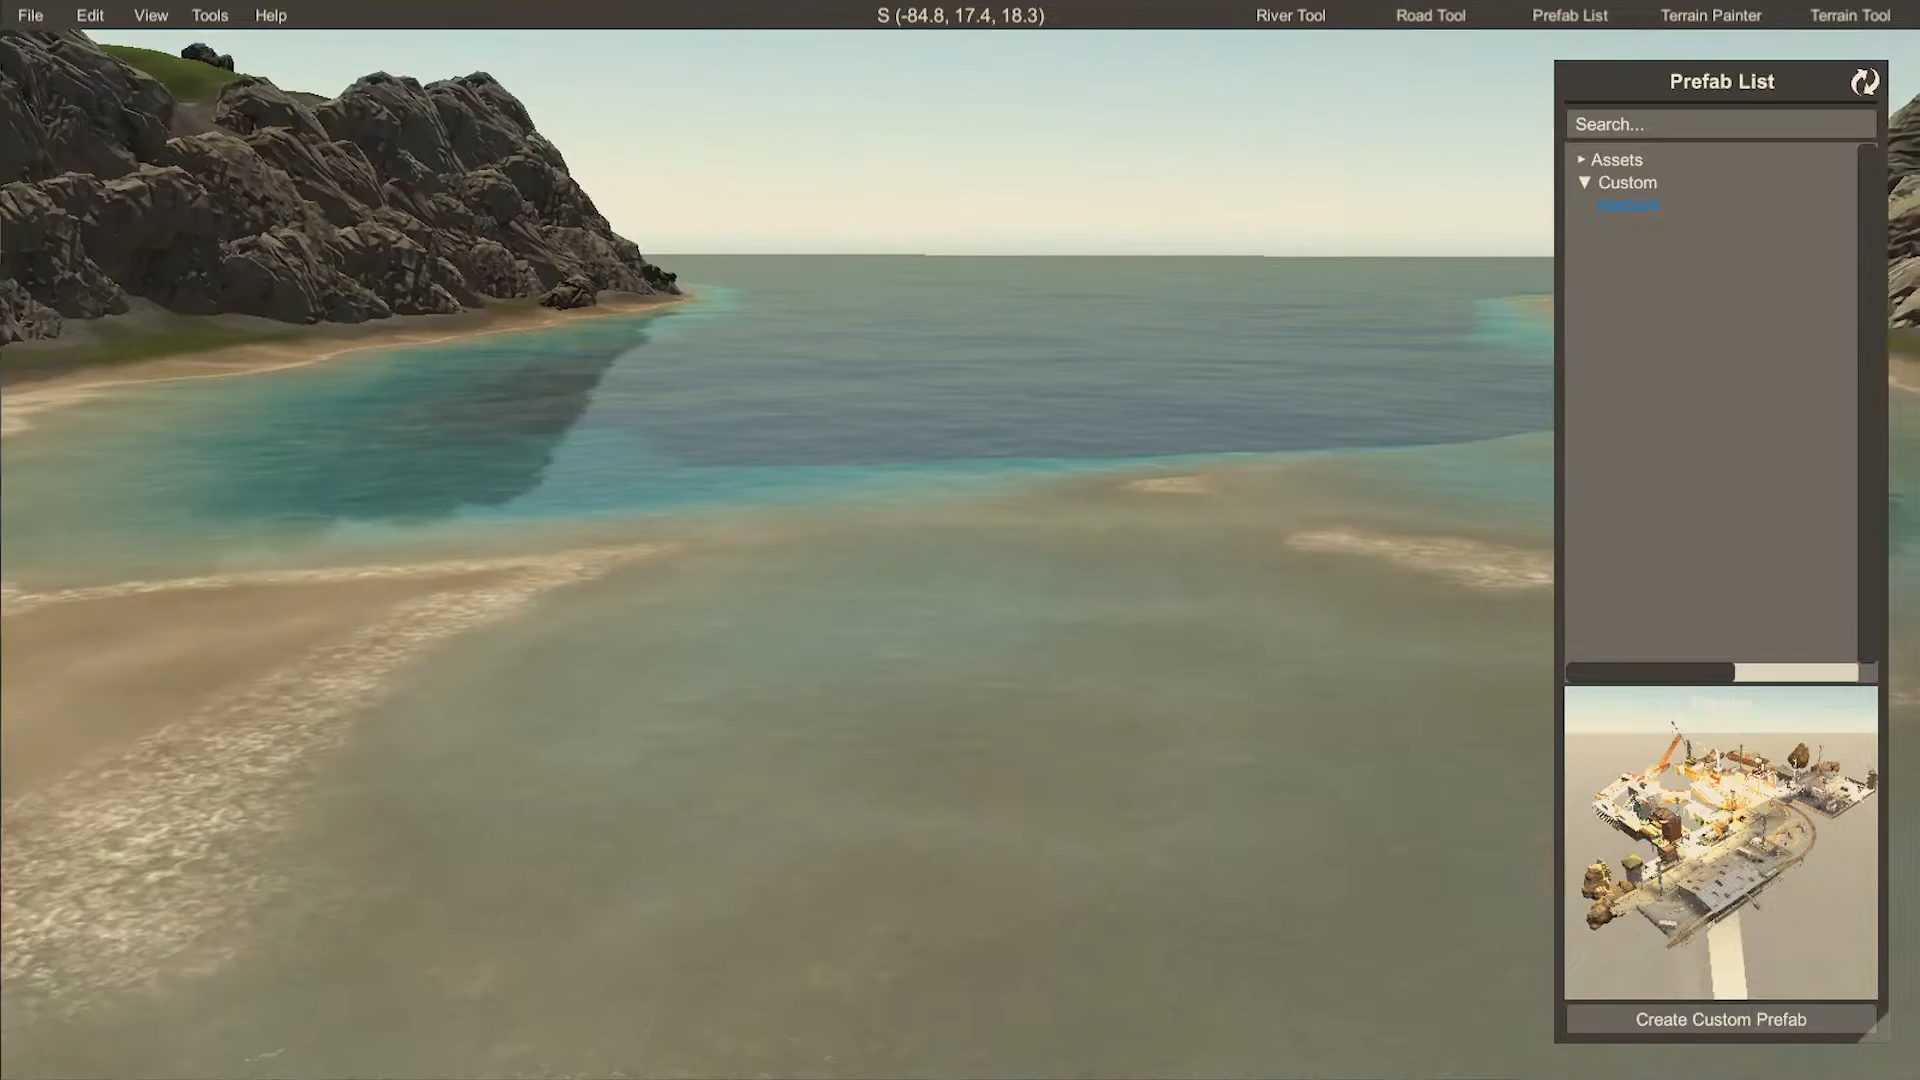 File Edit View Tools Help S (-84.8, 17.4, 18.3) River Tool Road Tool Prefab List Terrain Painter Terrain Tool
Prefab List
Search...
Assets
Custom
Create Custom Prefab